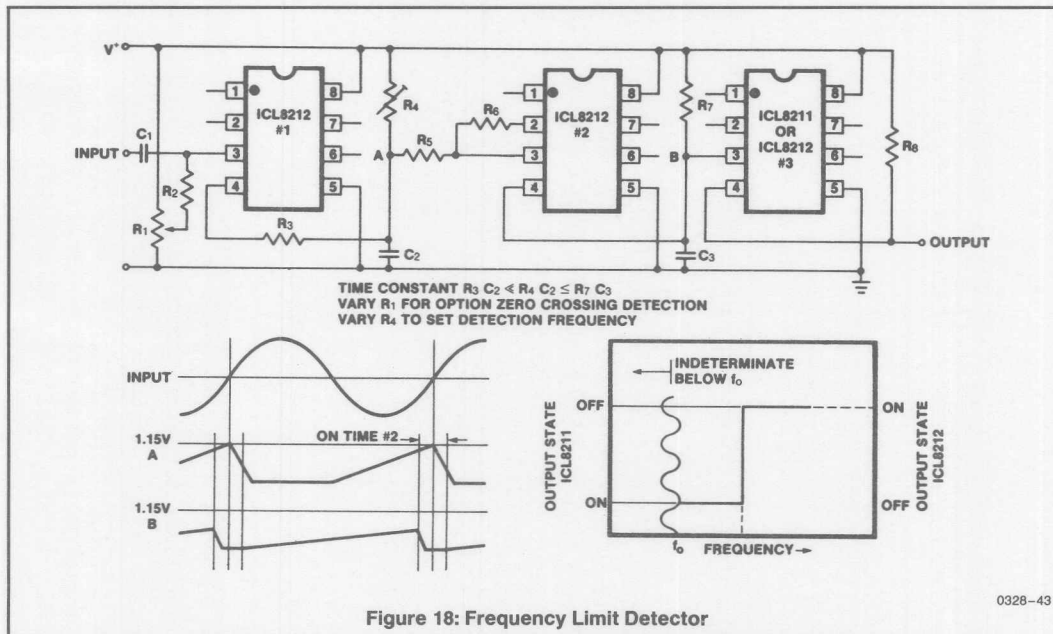 V⁺
C₁
INPUT
R₂
R₁
1
2
3
4
ICL8212
#1
8
7
6
5
R₃
R₄
A
R₅
R₆
C₂
1
2
3
4
ICL8212
#2
8
7
6
5
R₇
B
C₃
1
2
3
4
ICL8211
OR
ICL8212
#3
8
7
6
5
R₈
OUTPUT
TIME CONSTANT R₃ C₂ ≪ R₄ C₂ ≤ R₇ C₃
VARY R₁ FOR OPTION ZERO CROSSING DETECTION
VARY R₄ TO SET DETECTION FREQUENCY
INPUT
1.15V
A
ON TIME #2
1.15V
B
INDETERMINATE
BELOW f₀
OFF
ON
OUTPUT STATE
ICL8211
ON
OFF
OUTPUT STATE
ICL8212
f₀
FREQUENCY→
0328–43
Figure 18: Frequency Limit Detector